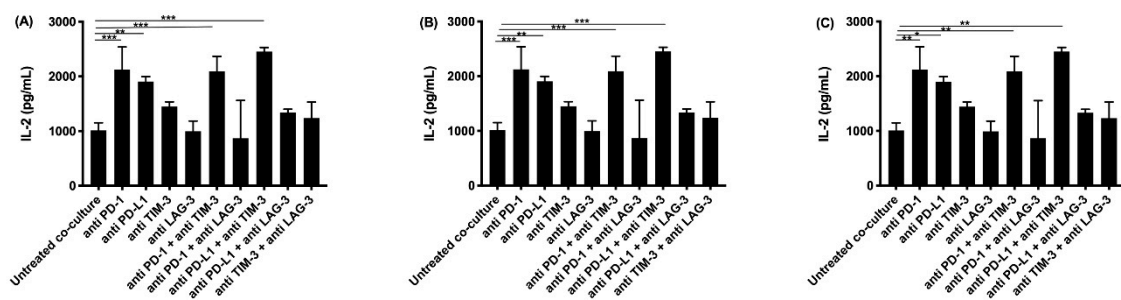 (A)
***
***
**
***
3000
2000
1000
0
IL-2 (pg/mL)
Untreated co-culture
anti PD-1
anti PD-L1
anti TIM-3
anti LAG-3
anti PD-1 + anti TIM-3
anti PD-1 + anti LAG-3
anti PD-L1 + anti TIM-3
anti PD-L1 + anti LAG-3
anti TIM-3 + anti LAG-3
(B)
***
***
**
***
3000
2000
1000
0
IL-2 (pg/mL)
Untreated co-culture
anti PD-1
anti PD-L1
anti TIM-3
anti LAG-3
anti PD-1 + anti TIM-3
anti PD-1 + anti LAG-3
anti PD-L1 + anti TIM-3
anti PD-L1 + anti LAG-3
anti TIM-3 + anti LAG-3
(C)
**
**
*
**
3000
2000
1000
0
IL-2 (pg/mL)
Untreated co-culture
anti PD-1
anti PD-L1
anti TIM-3
anti LAG-3
anti PD-1 + anti TIM-3
anti PD-1 + anti LAG-3
anti PD-L1 + anti TIM-3
anti PD-L1 + anti LAG-3
anti TIM-3 + anti LAG-3